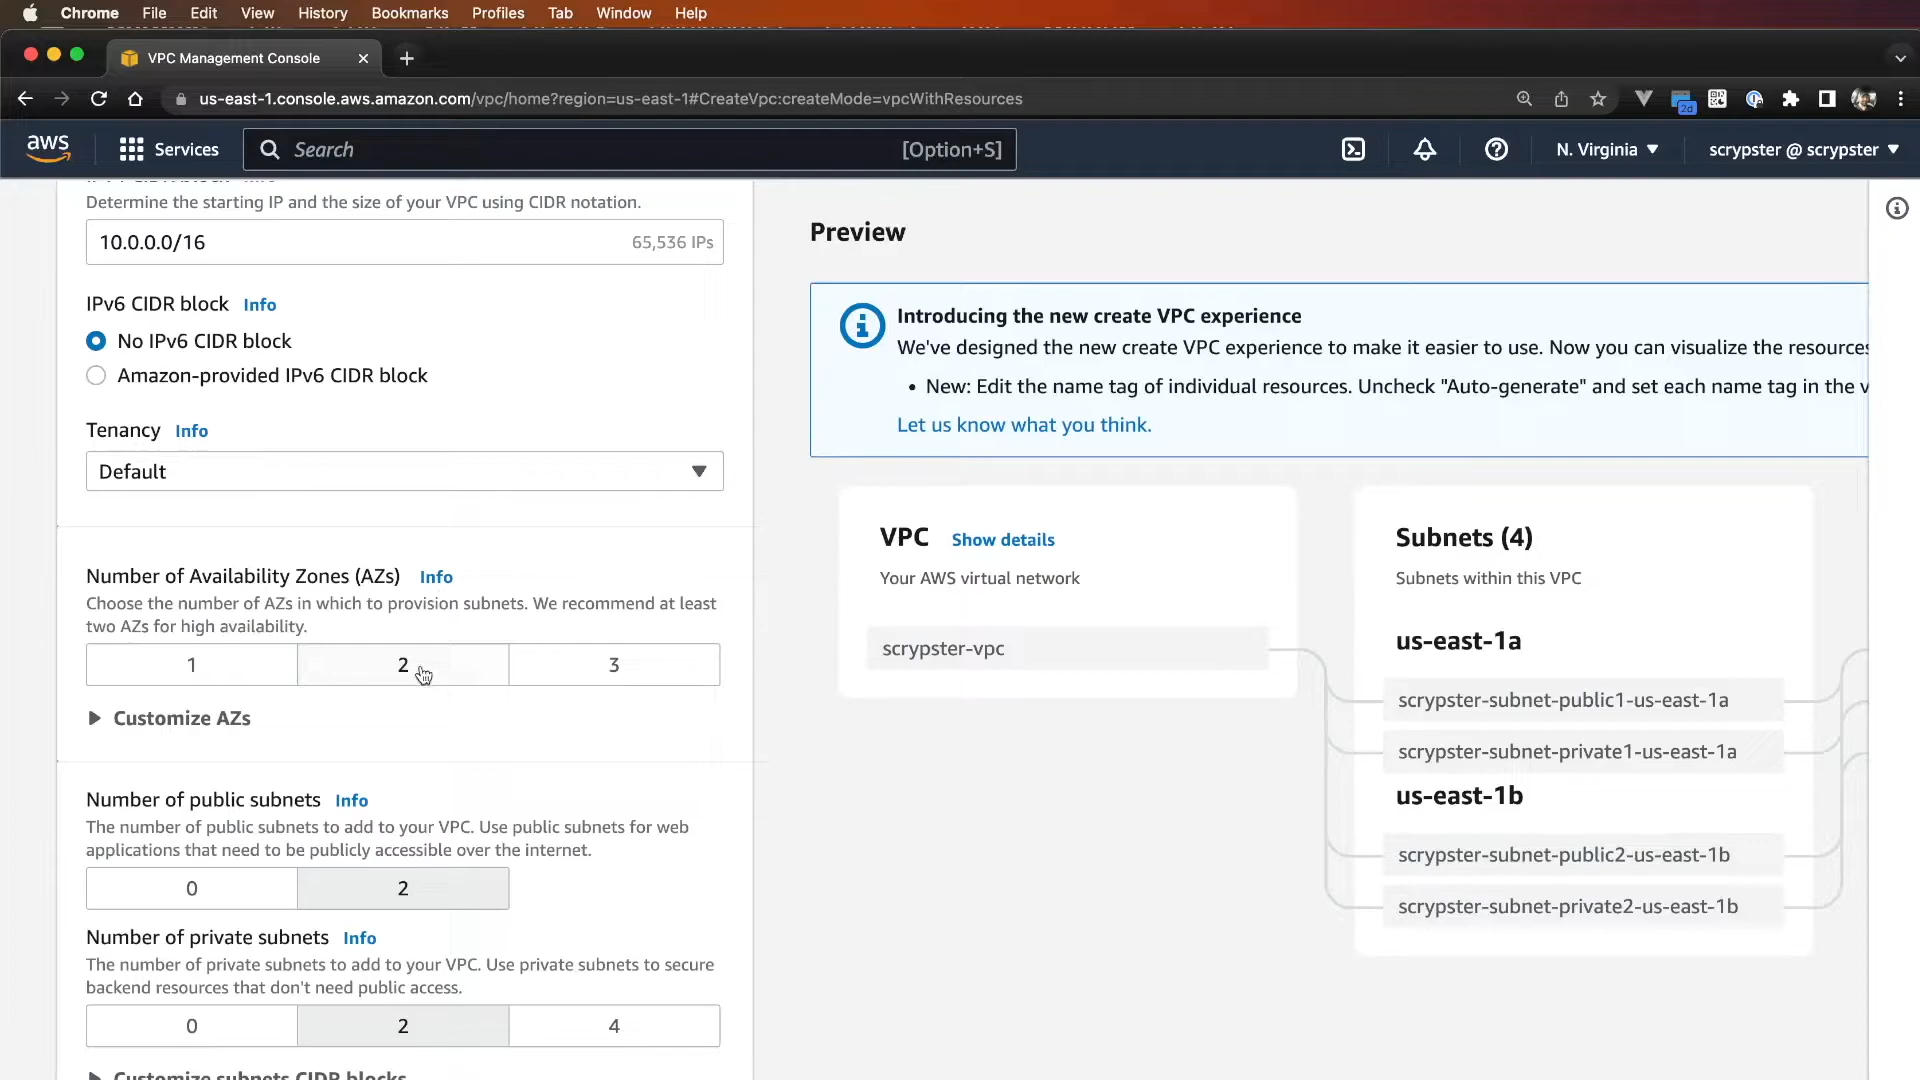 Chrome File Edit View History Bookmarks Profiles Tab Window Help
VPC Management Console
us-east-1.console.aws.amazon.com/vpc/home?region=us-east-1#CreateVpc:createMode=vpcWithResources
2d
aws Services Search [Option+S] N. Virginia scrypster @ scrypster
Determine the starting IP and the size of your VPC using CIDR notation.
10.0.0.0/16 65,536 IPs
IPv6 CIDR block Info
No IPv6 CIDR block
Amazon-provided IPv6 CIDR block
Tenancy Info
Default
Number of Availability Zones (AZs) Info
Choose the number of AZs in which to provision subnets. We recommend at least
two AZs for high availability.
1 2 3
Customize AZs
Number of public subnets Info
The number of public subnets to add to your VPC. Use public subnets for web
applications that need to be publicly accessible over the internet.
0 2
Number of private subnets Info
The number of private subnets to add to your VPC. Use private subnets to secure
backend resources that don't need public access.
0 2 4
Customize subnets CIDR blocks
Preview
Introducing the new create VPC experience
We've designed the new create VPC experience to make it easier to use. Now you can visualize the resources
• New: Edit the name tag of individual resources. Uncheck "Auto-generate" and set each name tag in the v
Let us know what you think.
VPC Show details
Your AWS virtual network
scrypster-vpc
Subnets (4)
Subnets within this VPC
us-east-1a
scrypster-subnet-public1-us-east-1a
scrypster-subnet-private1-us-east-1a
us-east-1b
scrypster-subnet-public2-us-east-1b
scrypster-subnet-private2-us-east-1b